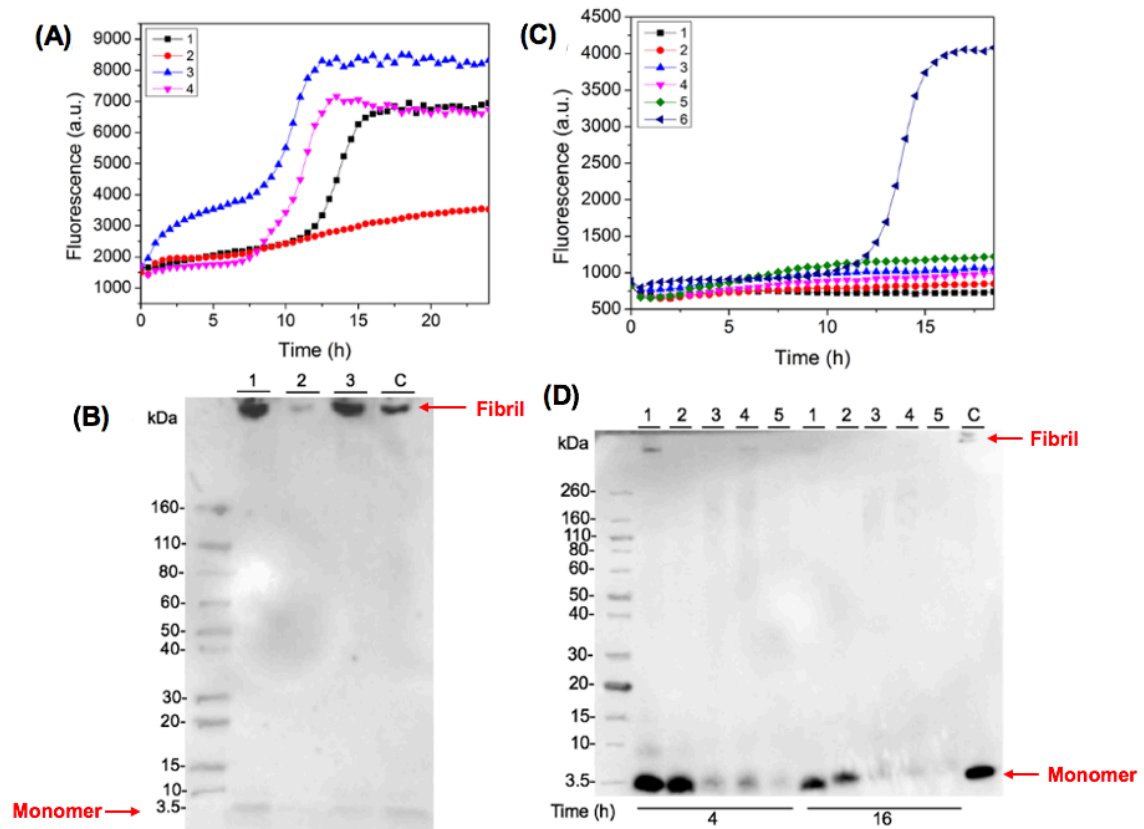 (A)
1
2
3
4
Fluorescence (a.u.)
9000
8000
7000
6000
5000
4000
3000
2000
1000
0 5 10 15 20
Time (h)
(C)
1
2
3
4
5
6
Fluorescence (a.u.)
4500
4000
3500
3000
2500
2000
1500
1000
500
0 5 10 15
Time (h)
(B)
1 2 3 C
kDa
Fibril
160-
110-
80-
60-
50-
40-
30-
20-
15-
10-
3.5-
Monomer
(D)
1 2 3 4 5 1 2 3 4 5 C
kDa
Fibril
260-
160-
110-
80-
60-
50-
40-
30-
20-
15-
10-
3.5-
Monomer
Time (h) 4 16